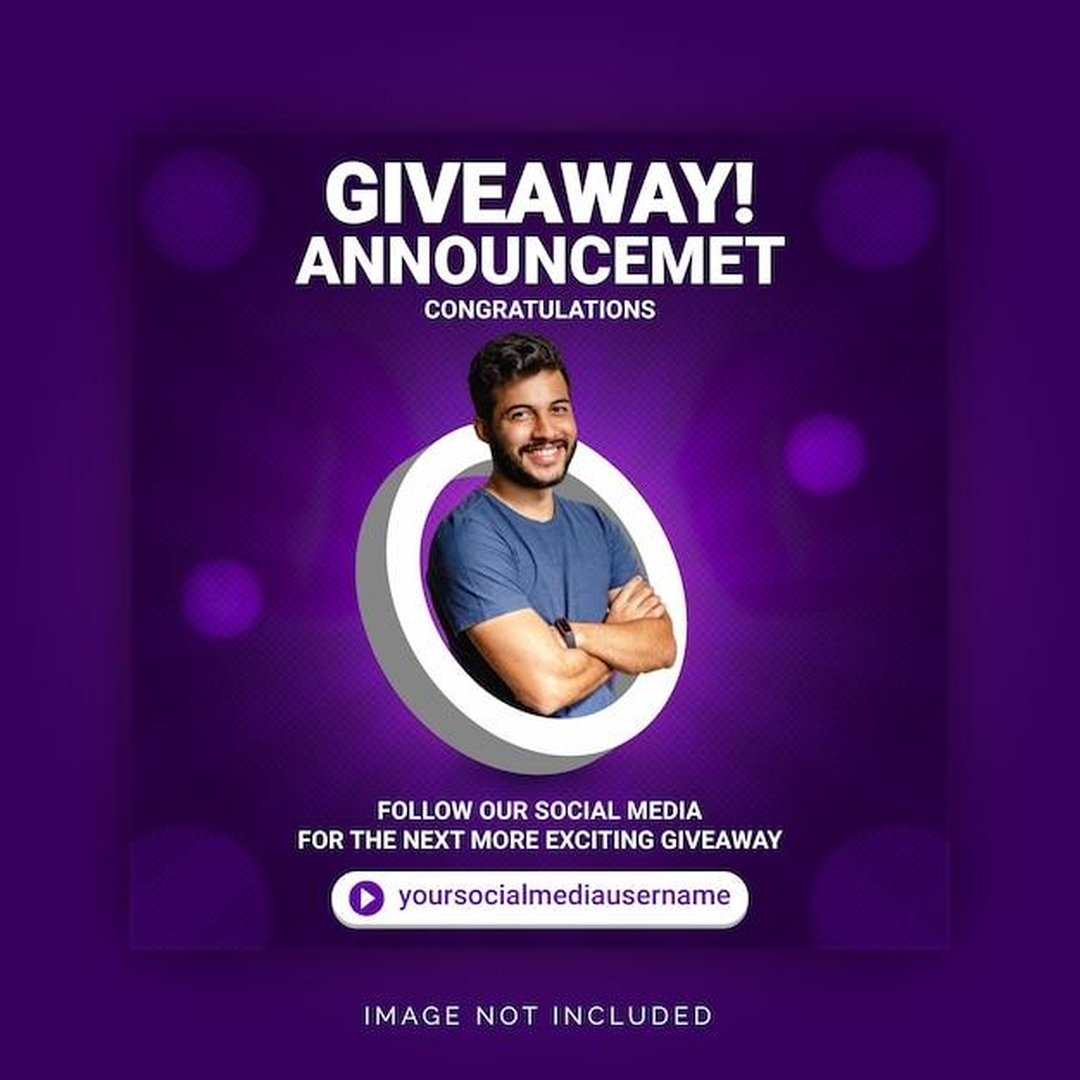 GIVEAWAY!
ANNOUNCEMET
CONGRATULATIONS
FOLLOW OUR SOCIAL MEDIA
FOR THE NEXT MORE EXCITING GIVEAWAY
yoursocialmediausername
IMAGE NOT INCLUDED